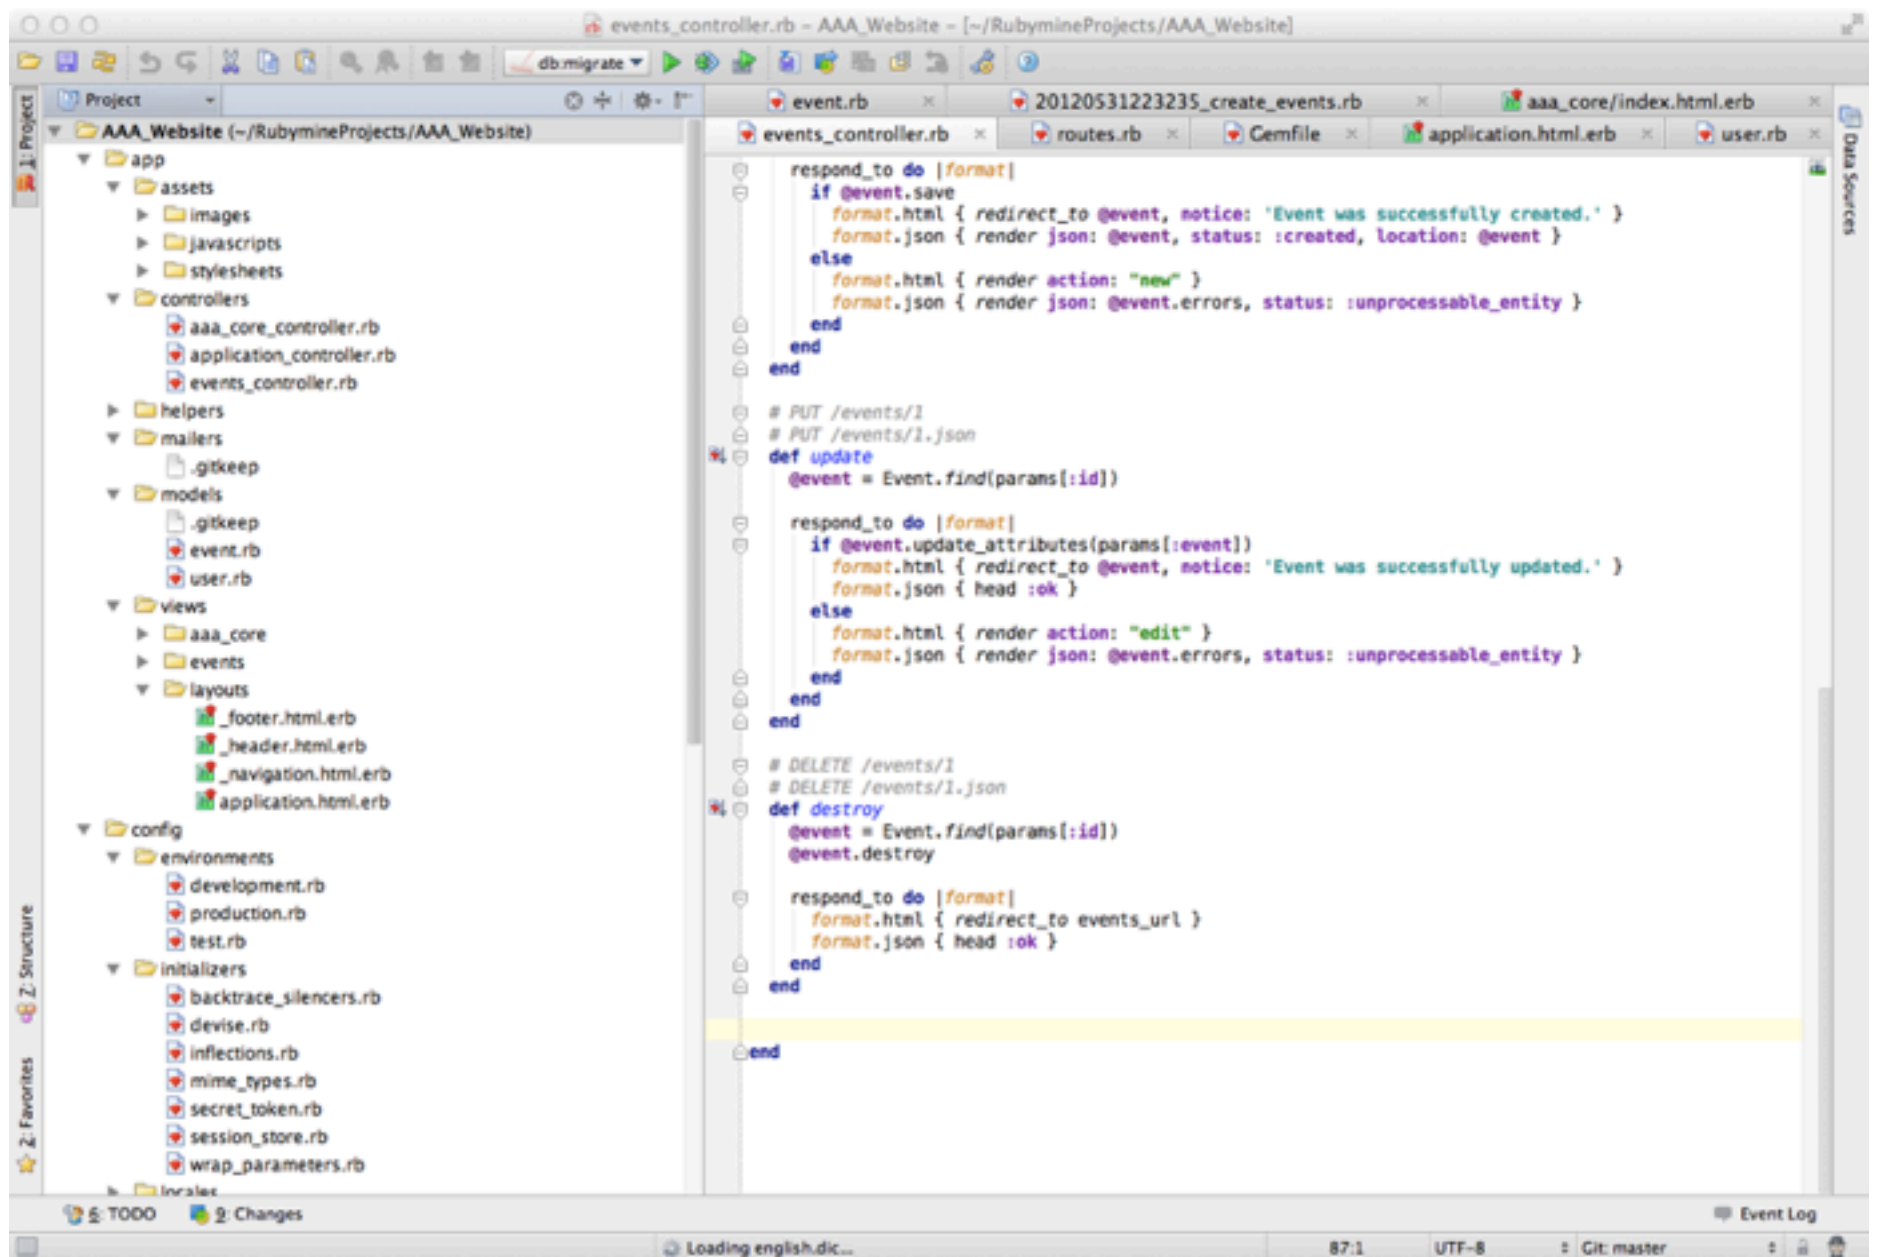 events_controller.rb – AAA_Website – [~/RubymineProjects/AAA_Website]
db:migrate
1: Project
Project
AAA_Website (~/RubymineProjects/AAA_Website)
app
assets
images
javascripts
stylesheets
controllers
aaa_core_controller.rb
application_controller.rb
events_controller.rb
helpers
mailers
.gitkeep
models
.gitkeep
event.rb
user.rb
views
aaa_core
events
layouts
_footer.html.erb
_header.html.erb
_navigation.html.erb
application.html.erb
config
environments
development.rb
production.rb
test.rb
initializers
backtrace_silencers.rb
devise.rb
inflections.rb
mime_types.rb
secret_token.rb
session_store.rb
wrap_parameters.rb
locales
Z: Structure
2: Favorites
event.rb
20120531223235_create_events.rb
aaa_core/index.html.erb
events_controller.rb
routes.rb
Gemfile
application.html.erb
user.rb
respond_to do |format|
if @event.save
format.html { redirect_to @event, notice: 'Event was successfully created.' }
format.json { render json: @event, status: :created, location: @event }
else
format.html { render action: "new" }
format.json { render json: @event.errors, status: :unprocessable_entity }
end
end
end
# PUT /events/1
# PUT /events/1.json
def update
@event = Event.find(params[:id])
respond_to do |format|
if @event.update_attributes(params[:event])
format.html { redirect_to @event, notice: 'Event was successfully updated.' }
format.json { head :ok }
else
format.html { render action: "edit" }
format.json { render json: @event.errors, status: :unprocessable_entity }
end
end
end
# DELETE /events/1
# DELETE /events/1.json
def destroy
@event = Event.find(params[:id])
@event.destroy
respond_to do |format|
format.html { redirect_to events_url }
format.json { head :ok }
end
end
end
Data Sources
6: TODO
9: Changes
Event Log
Loading english.dic...
87:1
UTF-8
Git: master